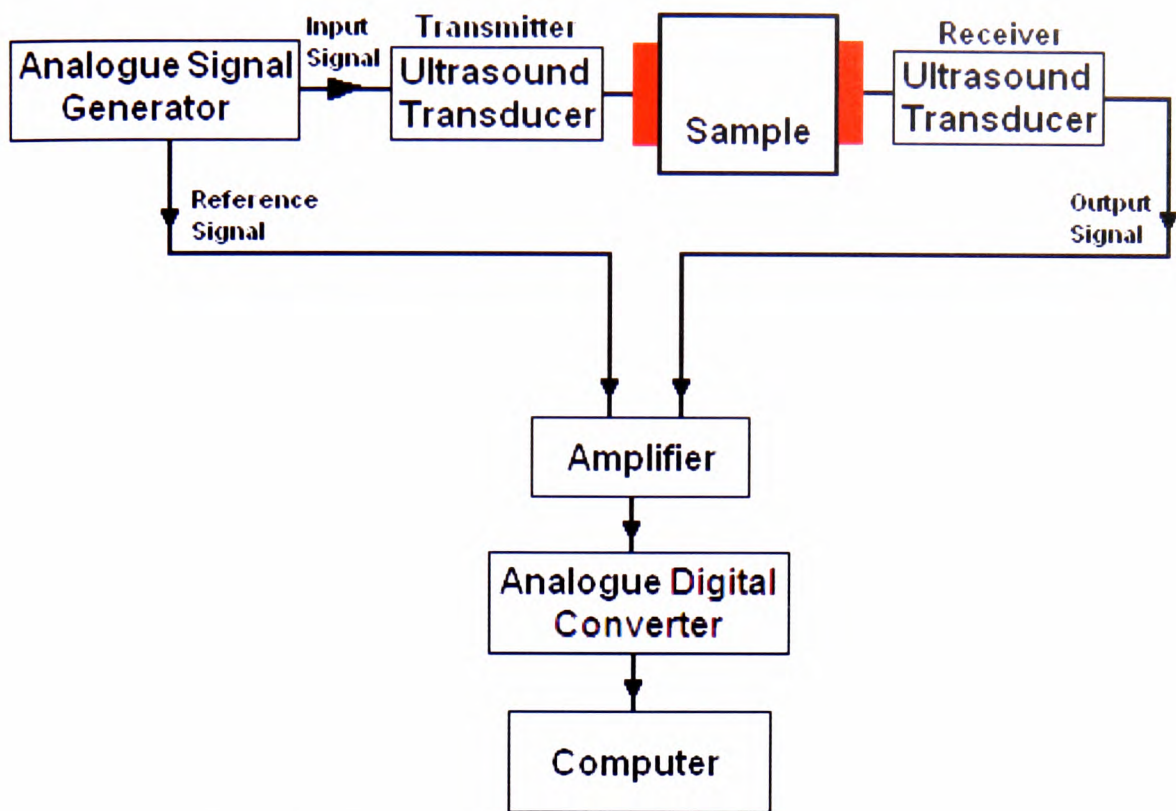 Analogue Signal
Generator
Input
Signal
Transmitter
Ultrasound
Transducer
Sample
Receiver
Ultrasound
Transducer
Reference
Signal
Output
Signal
Amplifier
Analogue Digital
Converter
Computer